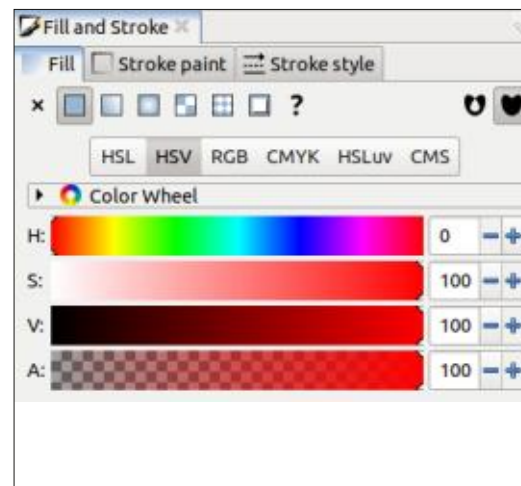 Fill and Stroke
Fill Stroke paint Stroke style
?
HSL HSV RGB CMYK HSLuv CMS
Color Wheel
H: 0
S: 100
V: 100
A: 100